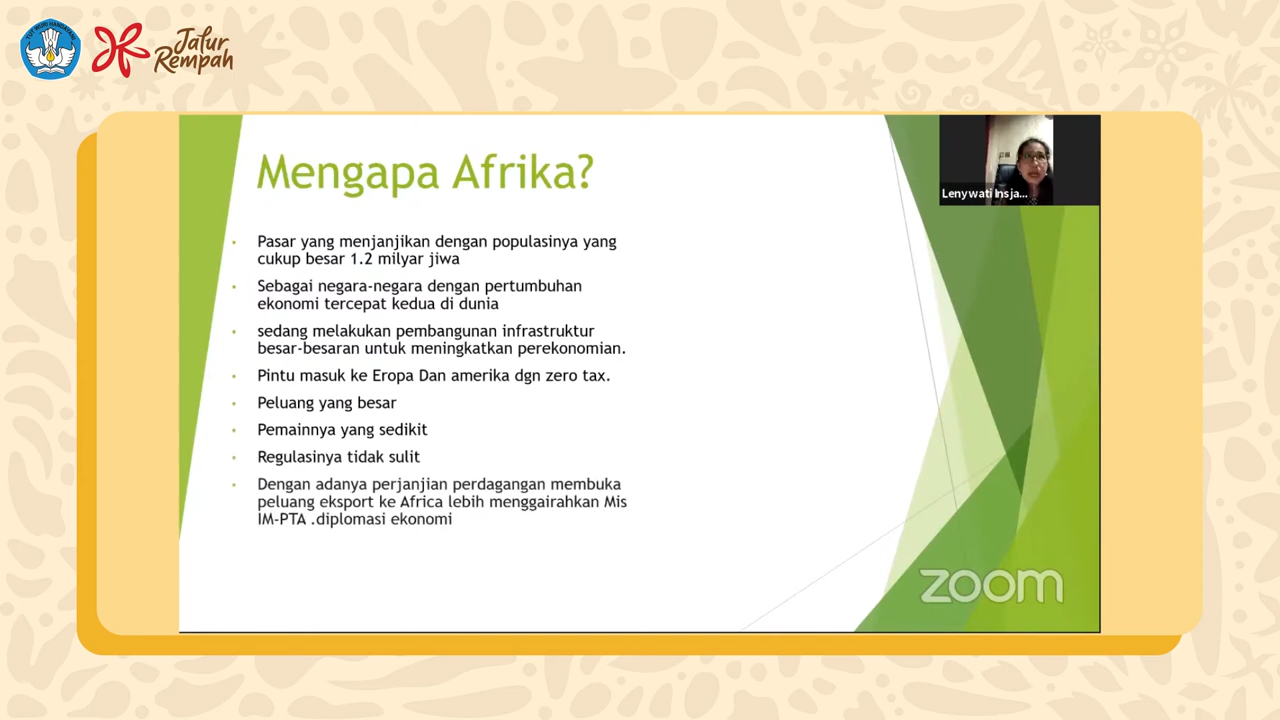 TUT WURI HANDAYANI
Jalur
Rempah
Mengapa Afrika?
Lenywati Insja...
• Pasar yang menjanjikan dengan populasinya yang
cukup besar 1.2 milyar jiwa
• Sebagai negara-negara dengan pertumbuhan
ekonomi tercepat kedua di dunia
• sedang melakukan pembangunan infrastruktur
besar-besaran untuk meningkatkan perekonomian.
• Pintu masuk ke Eropa Dan amerika dgn zero tax.
• Peluang yang besar
• Pemainnya yang sedikit
• Regulasinya tidak sulit
• Dengan adanya perjanjian perdagangan membuka
peluang eksport ke Africa lebih menggairahkan Mis
IM-PTA .diplomasi ekonomi
zoom